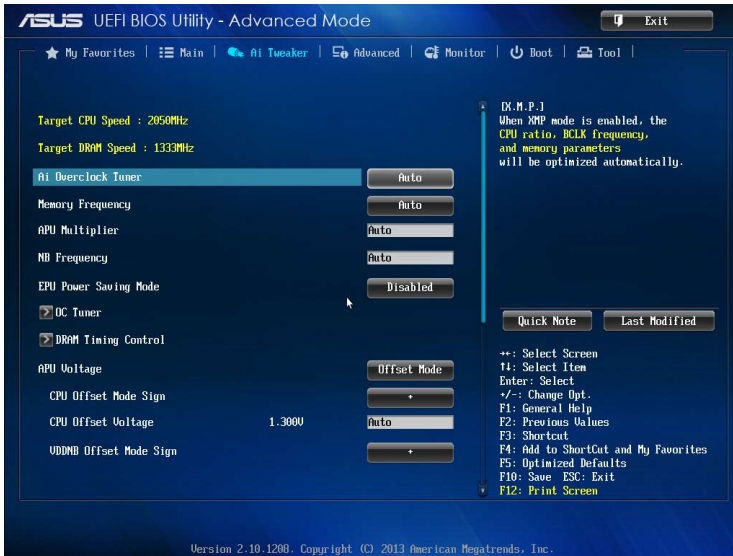 ASUS UEFI BIOS Utility - Advanced Mode
Exit
My Favorites | Main | Ai Tweaker | Advanced | Monitor | Boot | Tool |
Target CPU Speed : 2050MHz
Target DRAM Speed : 1333MHz
Ai Overclock Tuner Auto
Memory Frequency Auto
APU Multiplier Auto
NB Frequency Auto
EPU Power Saving Mode Disabled
> OC Tuner
> DRAM Timing Control
APU Voltage Offset Mode
CPU Offset Mode Sign +
CPU Offset Voltage 1.300V Auto
VDDNB Offset Mode Sign +
[X.M.P.]
When XMP mode is enabled, the
CPU ratio, BCLK frequency,
and memory parameters
will be optimized automatically.
Quick Note Last Modified
→←: Select Screen
↑↓: Select Item
Enter: Select
+/-: Change Opt.
F1: General Help
F2: Previous Values
F3: Shortcut
F4: Add to ShortCut and My Favorites
F5: Optimized Defaults
F10: Save ESC: Exit
F12: Print Screen
Version 2.10.1208. Copyright (C) 2013 American Megatrends, Inc.